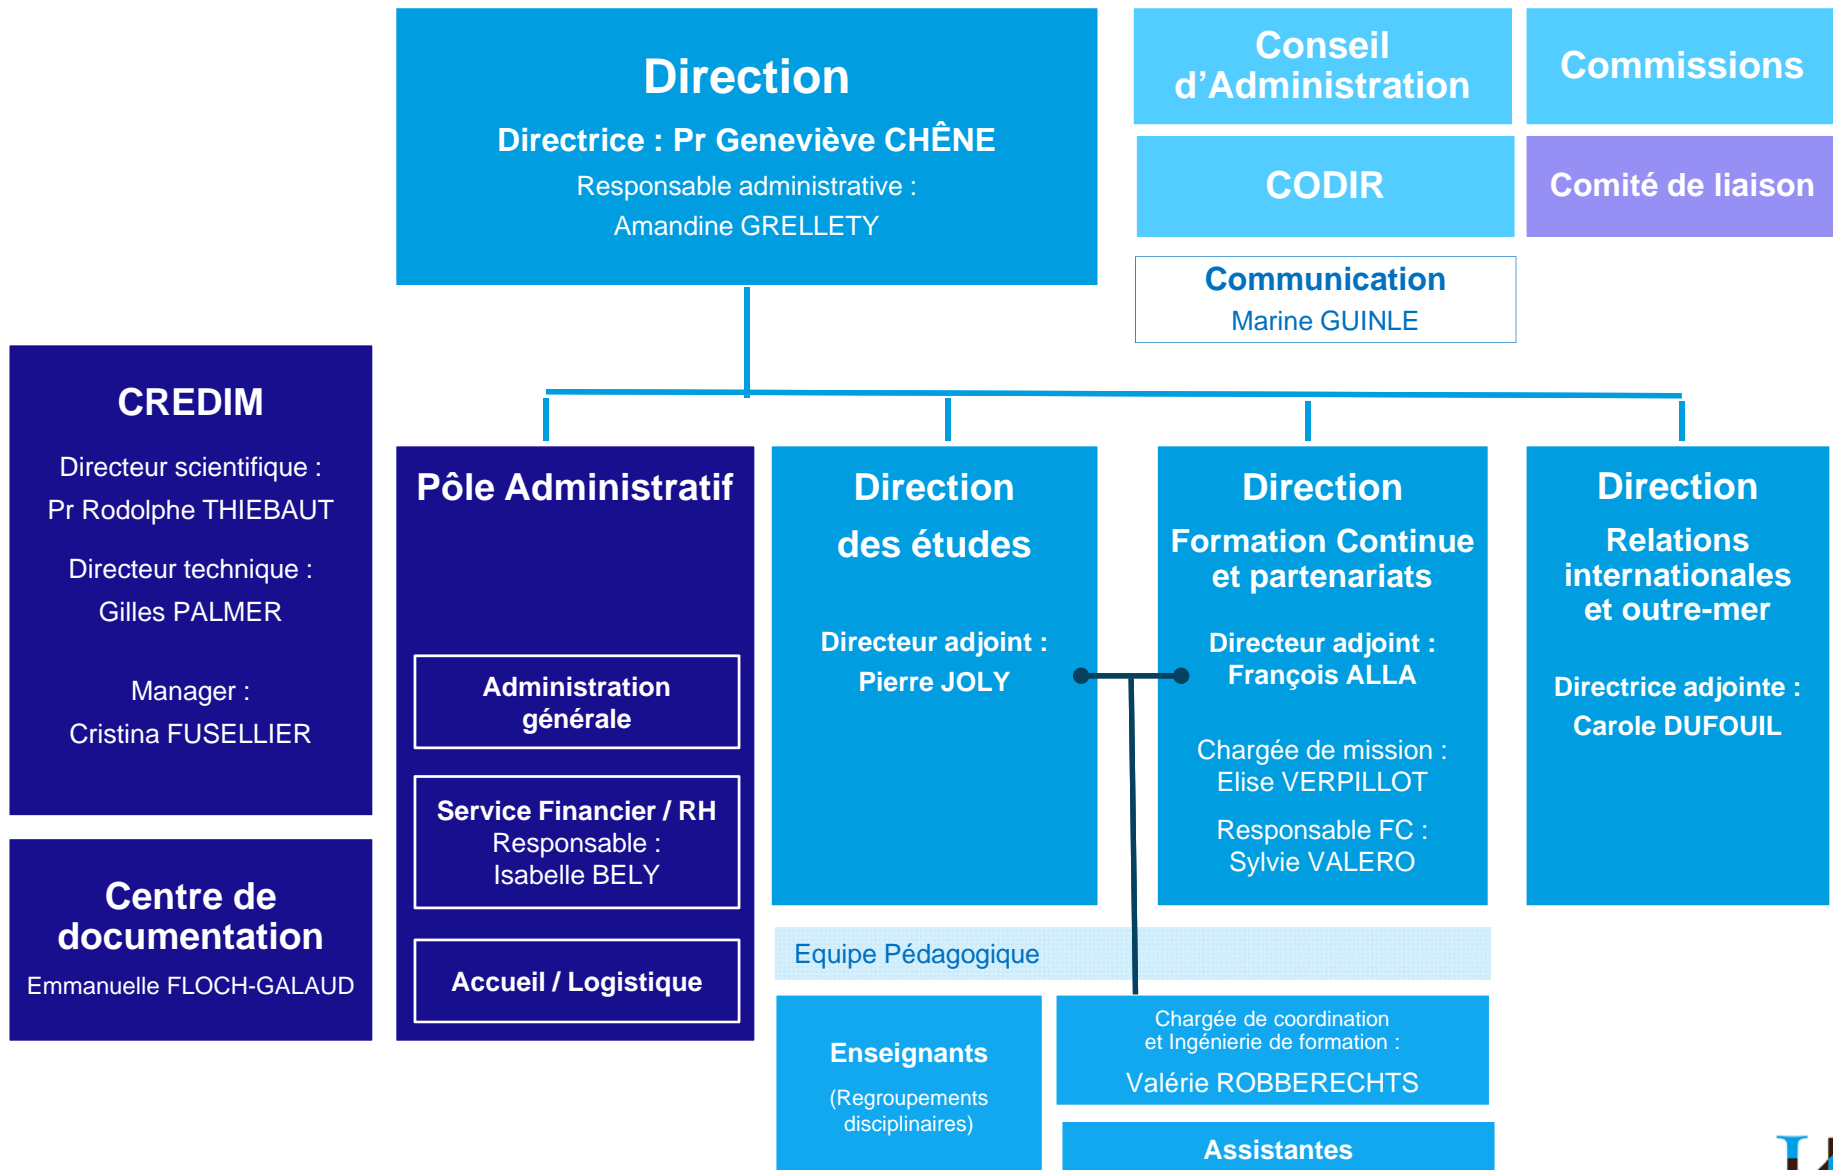 Direction
Directrice : Pr Geneviève CHÊNE
Responsable administrative :
Amandine GRELLETY
Conseil
d’Administration
Commissions
CODIR
Comité de liaison
Communication
Marine GUINLE
CREDIM
Directeur scientifique :
Pr Rodolphe THIEBAUT
Directeur technique :
Gilles PALMER
Manager :
Cristina FUSELLIER
Centre de
documentation
Emmanuelle FLOCH-GALAUD
Pôle Administratif
Administration
générale
Service Financier / RH
Responsable :
Isabelle BELY
Accueil / Logistique
Direction
des études
Directeur adjoint :
Pierre JOLY
Direction
Formation Continue
et partenariats
Directeur adjoint :
François ALLA
Chargée de mission :
Elise VERPILLOT
Responsable FC :
Sylvie VALERO
Direction
Relations
internationales
et outre-mer
Directrice adjointe :
Carole DUFOUIL
Equipe Pédagogique
Enseignants
(Regroupements
disciplinaires)
Chargée de coordination
et Ingénierie de formation :
Valérie ROBBERECHTS
Assistantes